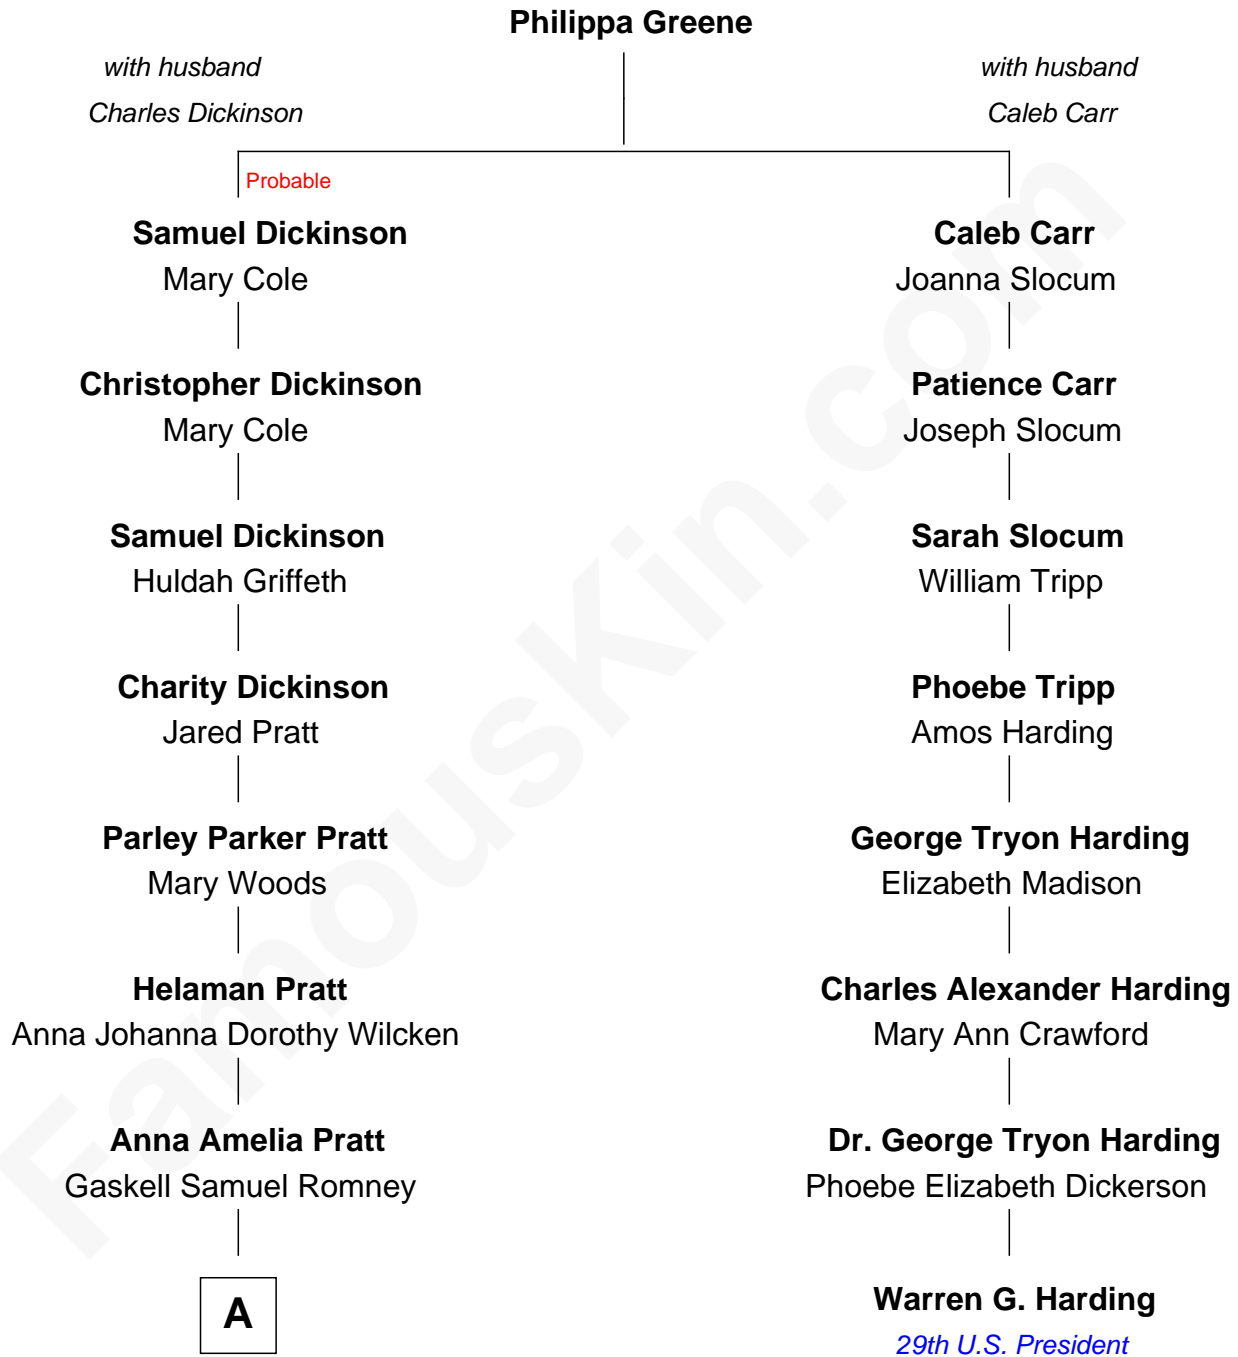 Philippa Greene
with husband
Charles Dickinson
with husband
Caleb Carr
Probable
Samuel Dickinson
Mary Cole
Caleb Carr
Joanna Slocum
Christopher Dickinson
Mary Cole
Patience Carr
Joseph Slocum
Samuel Dickinson
Huldah Griffeth
Sarah Slocum
William Tripp
Charity Dickinson
Jared Pratt
Phoebe Tripp
Amos Harding
Parley Parker Pratt
Mary Woods
George Tryon Harding
Elizabeth Madison
Helaman Pratt
Anna Johanna Dorothy Wilcken
Charles Alexander Harding
Mary Ann Crawford
Anna Amelia Pratt
Gaskell Samuel Romney
Dr. George Tryon Harding
Phoebe Elizabeth Dickerson
A
Warren G. Harding
29th U.S. President
FamousKin.com